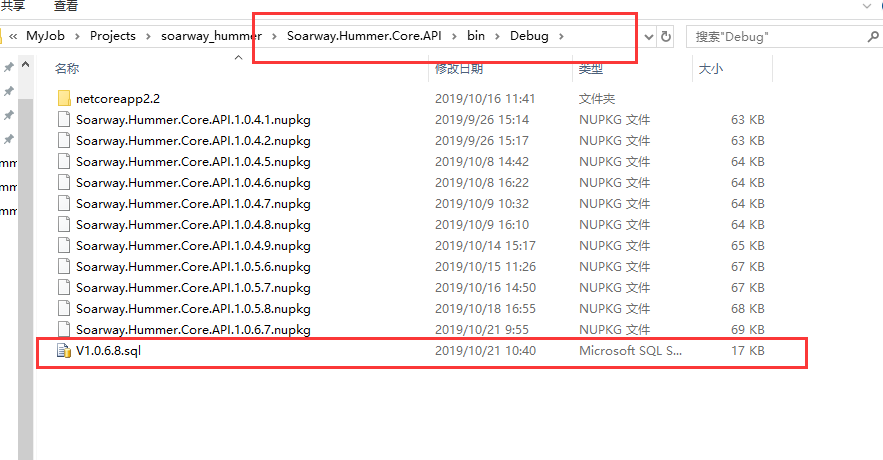 共享 查看
« MyJob > Projects > soarway_hummer > Soarway.Hummer.Core.API > bin > Debug > 搜索"Debug"
名称 修改日期 类型 大小
netcoreapp2.2 2019/10/16 11:41 文件夹
Soarway.Hummer.Core.API.1.0.4.1.nupkg 2019/9/26 15:14 NUPKG 文件 63 KB
Soarway.Hummer.Core.API.1.0.4.2.nupkg 2019/9/26 15:17 NUPKG 文件 63 KB
Soarway.Hummer.Core.API.1.0.4.5.nupkg 2019/10/8 14:42 NUPKG 文件 64 KB
mm Soarway.Hummer.Core.API.1.0.4.6.nupkg 2019/10/8 16:22 NUPKG 文件 64 KB
mm Soarway.Hummer.Core.API.1.0.4.7.nupkg 2019/10/9 10:32 NUPKG 文件 64 KB
mm Soarway.Hummer.Core.API.1.0.4.8.nupkg 2019/10/9 16:10 NUPKG 文件 64 KB
Soarway.Hummer.Core.API.1.0.4.9.nupkg 2019/10/14 15:17 NUPKG 文件 65 KB
Soarway.Hummer.Core.API.1.0.5.6.nupkg 2019/10/15 11:26 NUPKG 文件 67 KB
Soarway.Hummer.Core.API.1.0.5.7.nupkg 2019/10/16 14:50 NUPKG 文件 67 KB
Soarway.Hummer.Core.API.1.0.5.8.nupkg 2019/10/18 16:55 NUPKG 文件 68 KB
Soarway.Hummer.Core.API.1.0.6.7.nupkg 2019/10/21 9:55 NUPKG 文件 69 KB
V1.0.6.8.sql 2019/10/21 10:40 Microsoft SQL S... 17 KB